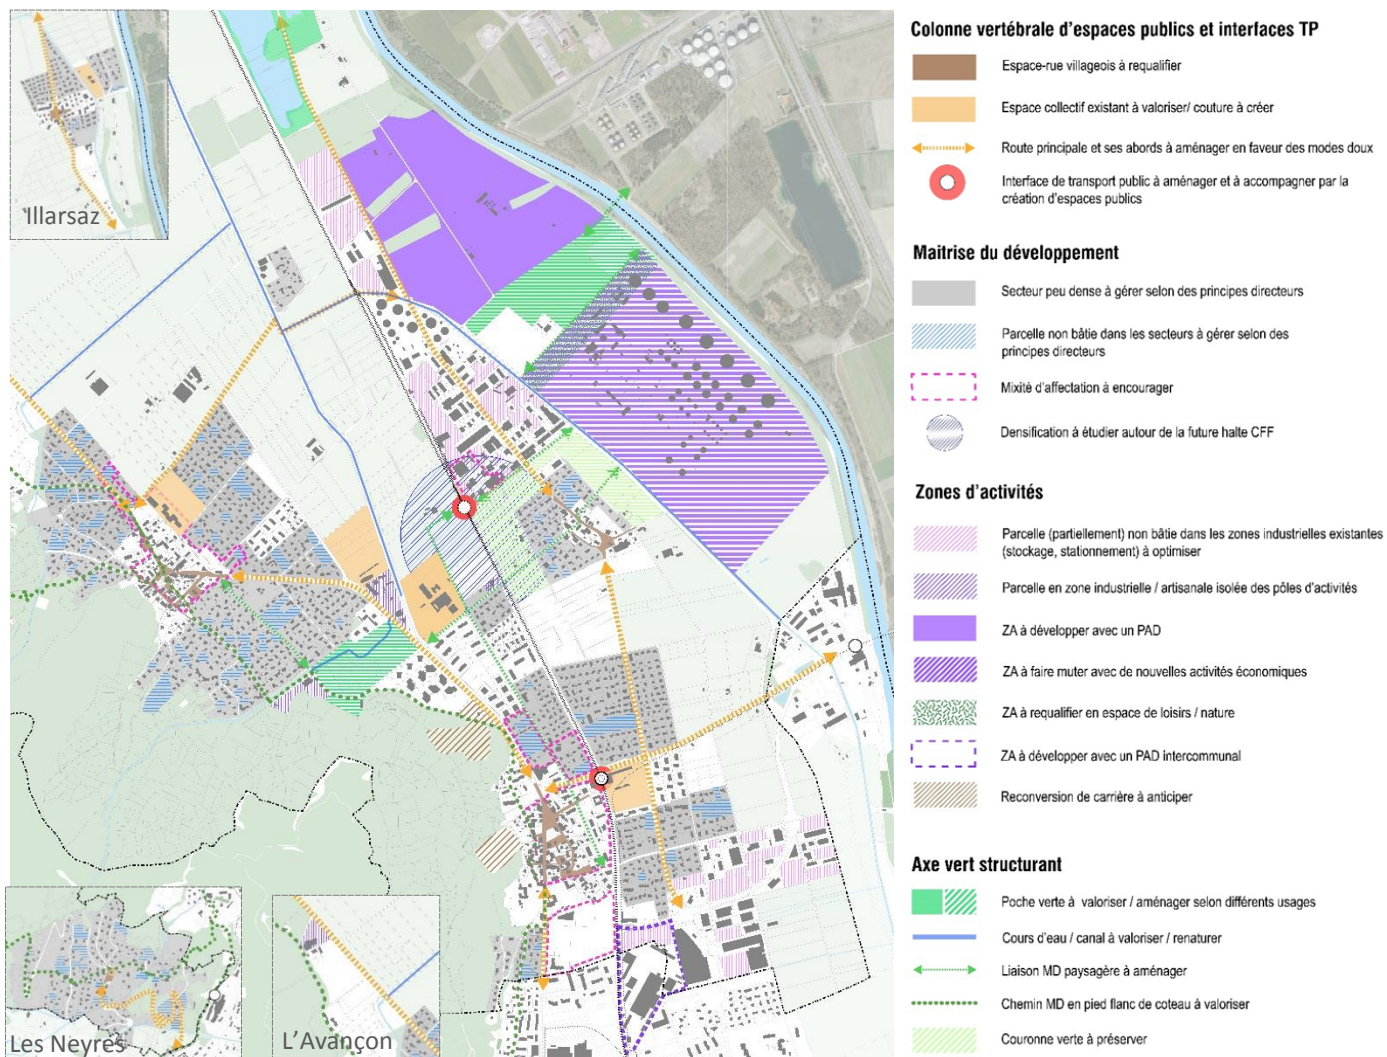 Illarsaz
Les Neyres
L'Avançon
Colonne vertébrale d'espaces publics et interfaces TP
Espace-rue villageois à requalifier
Espace collectif existant à valoriser/ couture à créer
Route principale et ses abords à aménager en faveur des modes doux
Interface de transport public à aménager et à accompagner par la
création d'espaces publics
Maitrise du développement
Secteur peu dense à gérer selon des principes directeurs
Parcelle non bâtie dans les secteurs à gérer selon des
principes directeurs
Mixité d'affectation à encourager
Densification à étudier autour de la future halte CFF
Zones d'activités
Parcelle (partiellement) non bâtie dans les zones industrielles existantes
(stockage, stationnement) à optimiser
Parcelle en zone industrielle / artisanale isolée des pôles d'activités
ZA à développer avec un PAD
ZA à faire muter avec de nouvelles activités économiques
ZA à requalifier en espace de loisirs / nature
ZA à développer avec un PAD intercommunal
Reconversion de carrière à anticiper
Axe vert structurant
Poche verte à valoriser / aménager selon différents usages
Cours d'eau / canal à valoriser / renaturer
Liaison MD paysagère à aménager
Chemin MD en pied flanc de coteau à valoriser
Couronne verte à préserver